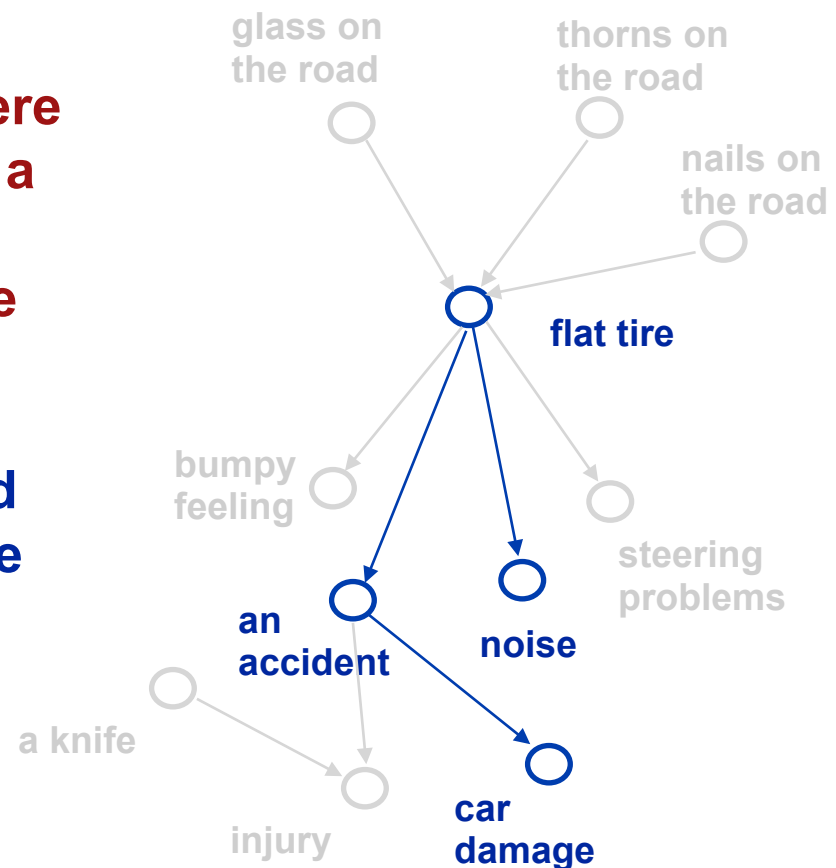 glass on
the road
thorns on
the road
ere
a
nails on
the road
e
flat tire
bumpy
feeling
d
e
steering
problems
an
accident
noise
a knife
car
damage
injury